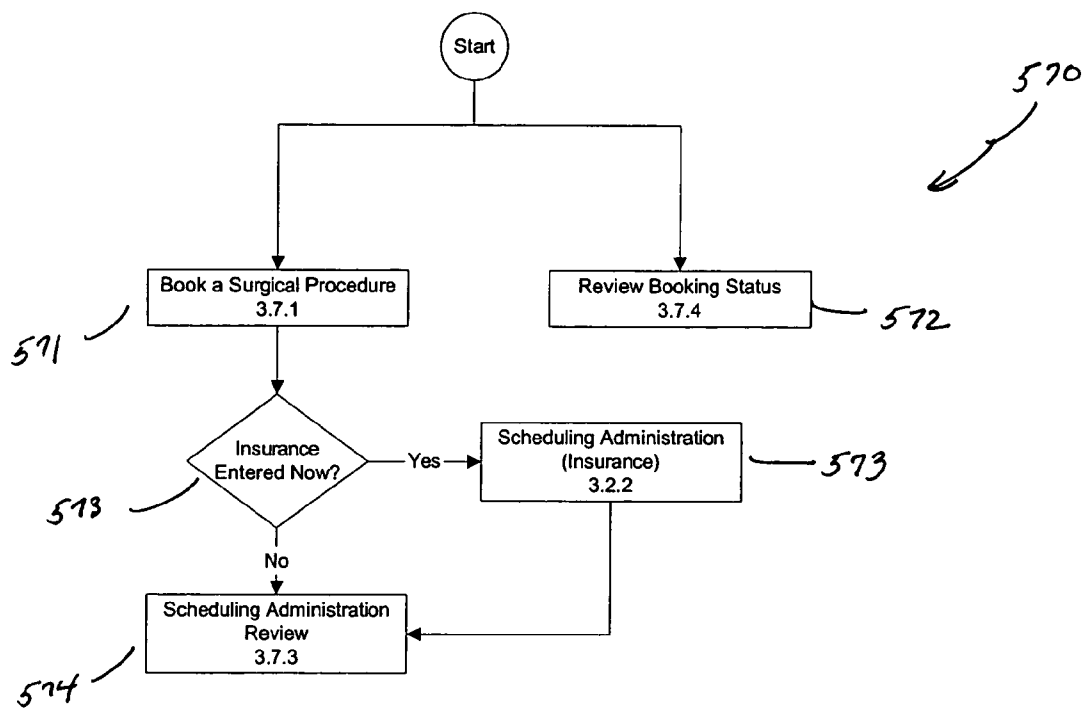 Start
570
Book a Surgical Procedure
3.7.1
Review Booking Status
3.7.4
571
572
Insurance
Entered Now?
Yes
Scheduling Administration
(Insurance)
3.2.2
573
573
No
Scheduling Administration
Review
3.7.3
574